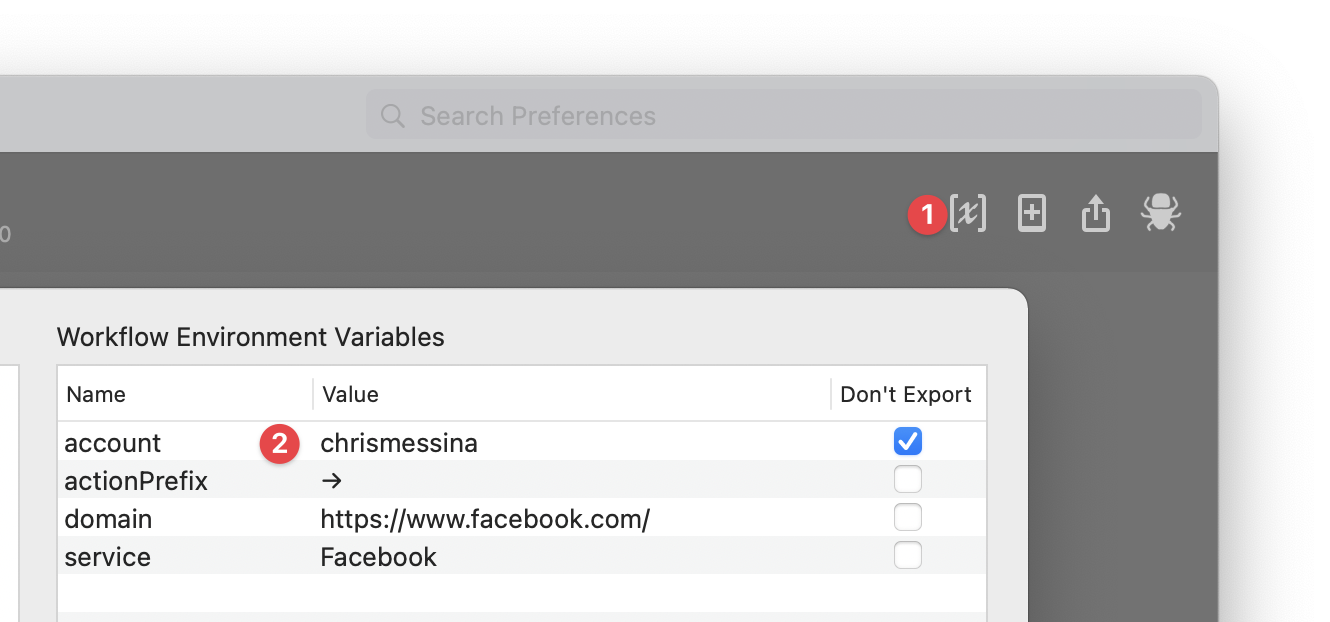 Search Preferences
1 [x]
0
Workflow Environment Variables
Name Value Don't Export
account 2 chrismessina
actionPrefix →
domain https://www.facebook.com/
service Facebook